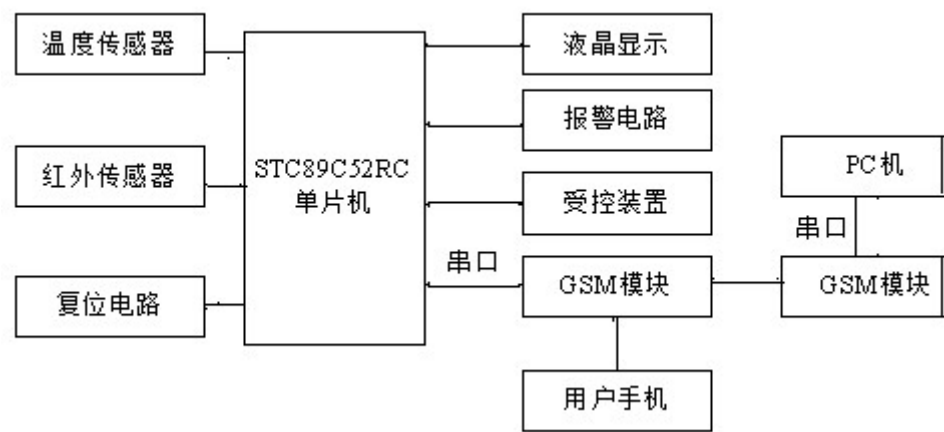 温度传感器
液晶显示
报警电路
红外传感器
STC89C52RC
单片机
PC机
受控装置
串口
串口
复位电路
GSM模块
GSM模块
用户手机